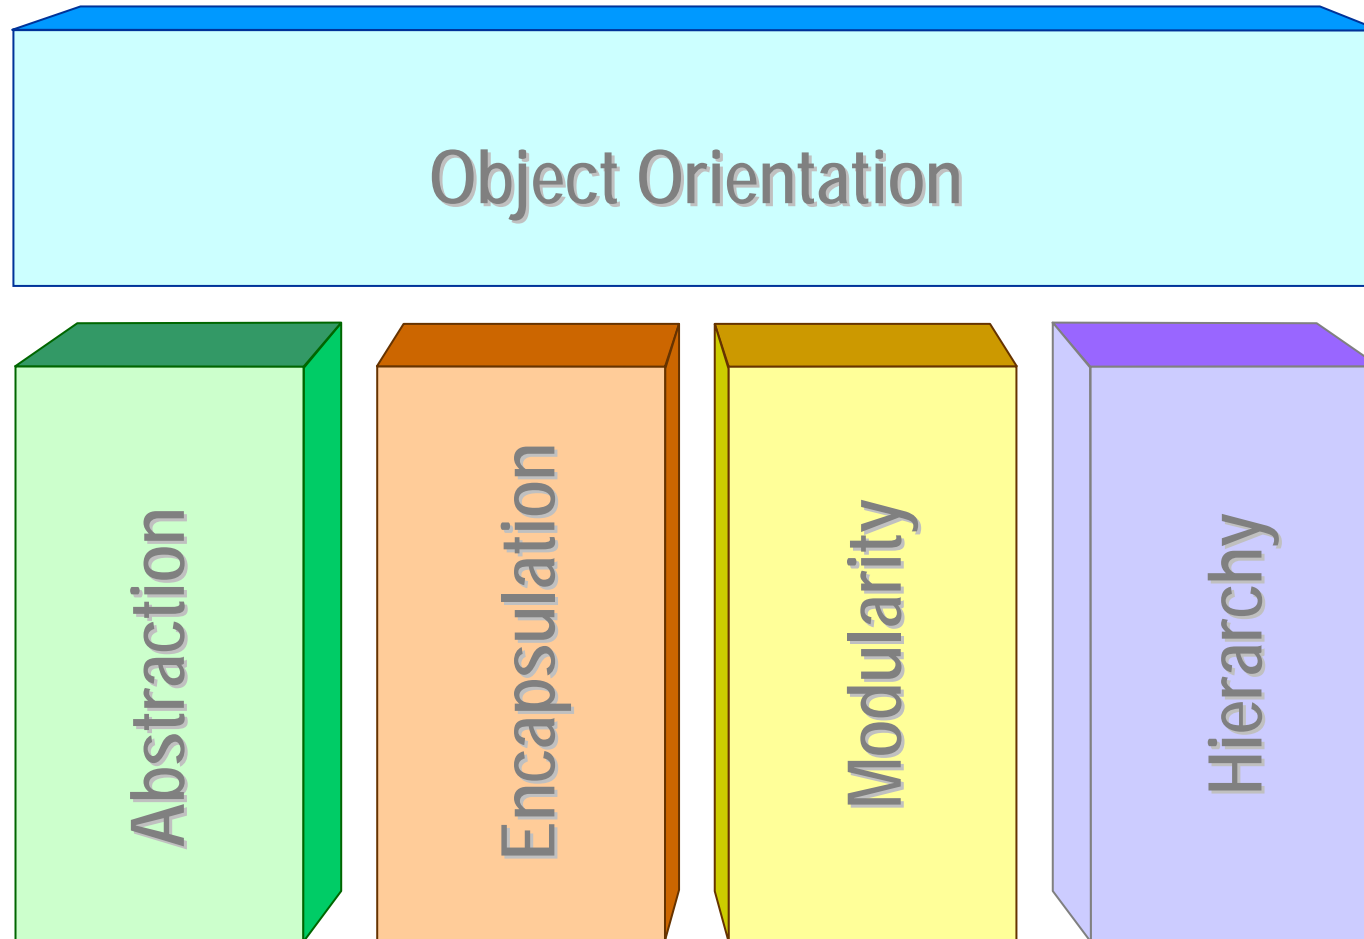 Object Orientation
Abstraction
Encapsulation
Modularity
Hierarchy